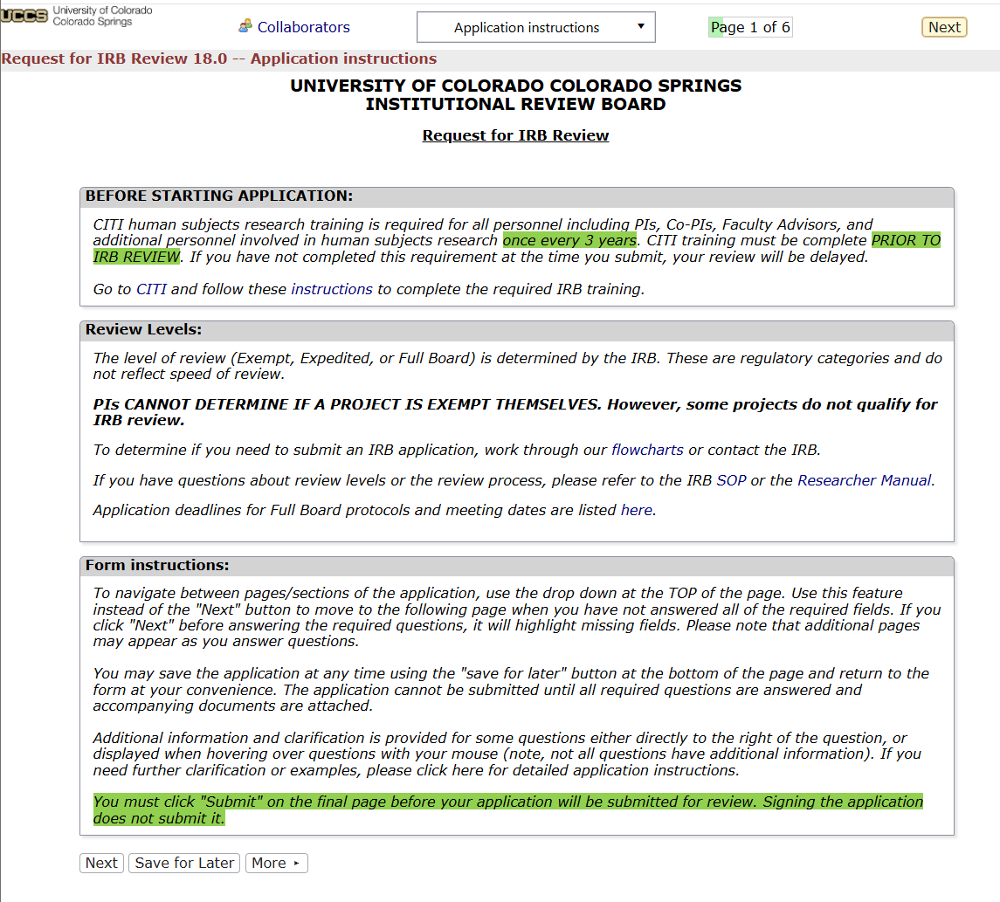 UCCS University of Colorado
Colorado Springs
Collaborators
Application instructions
Page 1 of 6
Next
Request for IRB Review 18.0 -- Application instructions
UNIVERSITY OF COLORADO COLORADO SPRINGS
INSTITUTIONAL REVIEW BOARD
Request for IRB Review
BEFORE STARTING APPLICATION:
CITI human subjects research training is required for all personnel including PIs, Co-PIs, Faculty Advisors, and
additional personnel involved in human subjects research once every 3 years. CITI training must be complete PRIOR TO
IRB REVIEW. If you have not completed this requirement at the time you submit, your review will be delayed.
Go to CITI and follow these instructions to complete the required IRB training.
Review Levels:
The level of review (Exempt, Expedited, or Full Board) is determined by the IRB. These are regulatory categories and do
not reflect speed of review.
PIs CANNOT DETERMINE IF A PROJECT IS EXEMPT THEMSELVES. However, some projects do not qualify for
IRB review.
To determine if you need to submit an IRB application, work through our flowcharts or contact the IRB.
If you have questions about review levels or the review process, please refer to the IRB SOP or the Researcher Manual.
Application deadlines for Full Board protocols and meeting dates are listed here.
Form instructions:
To navigate between pages/sections of the application, use the drop down at the TOP of the page. Use this feature
instead of the "Next" button to move to the following page when you have not answered all of the required fields. If you
click "Next" before answering the required questions, it will highlight missing fields. Please note that additional pages
may appear as you answer questions.
You may save the application at any time using the "save for later" button at the bottom of the page and return to the
form at your convenience. The application cannot be submitted until all required questions are answered and
accompanying documents are attached.
Additional information and clarification is provided for some questions either directly to the right of the question, or
displayed when hovering over questions with your mouse (note, not all questions have additional information). If you
need further clarification or examples, please click here for detailed application instructions.
You must click "Submit" on the final page before your application will be submitted for review. Signing the application
does not submit it.
Next Save for Later More